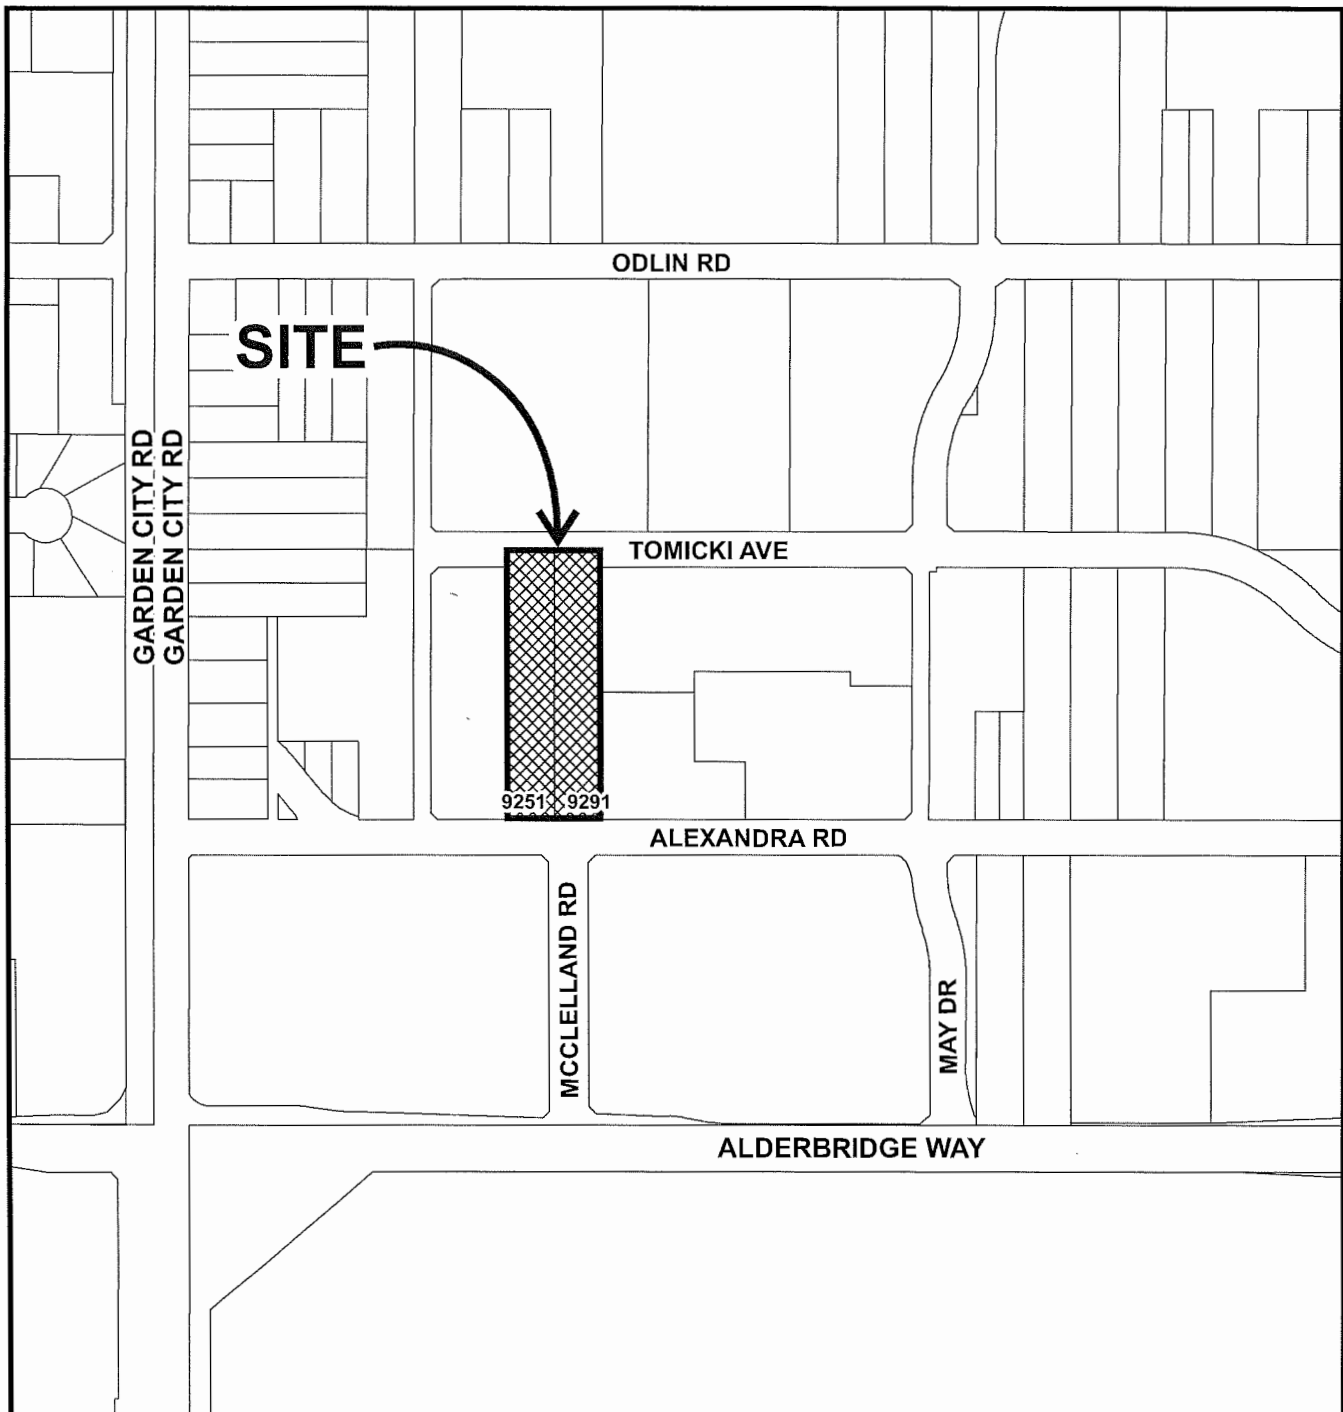 ODLIN RD
SITE
GARDEN CITY RD
GARDEN CITY RD
TOMICKI AVE
9251
9291
ALEXANDRA RD
MCCLELLAND RD
MAY DR
ALDERBRIDGE WAY